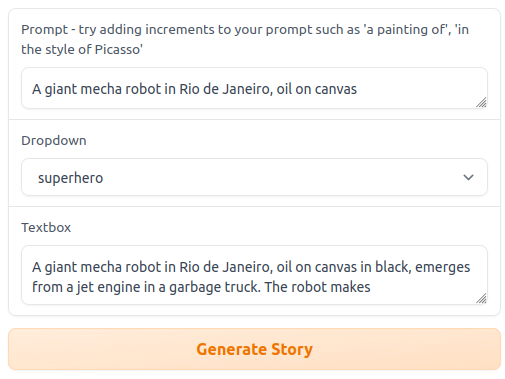 Prompt - try adding increments to your prompt such as 'a painting of', 'in
the style of Picasso'
A giant mecha robot in Rio de Janeiro, oil on canvas
Dropdown
superhero
Textbox
A giant mecha robot in Rio de Janeiro, oil on canvas in black, emerges
from a jet engine in a garbage truck. The robot makes
Generate Story